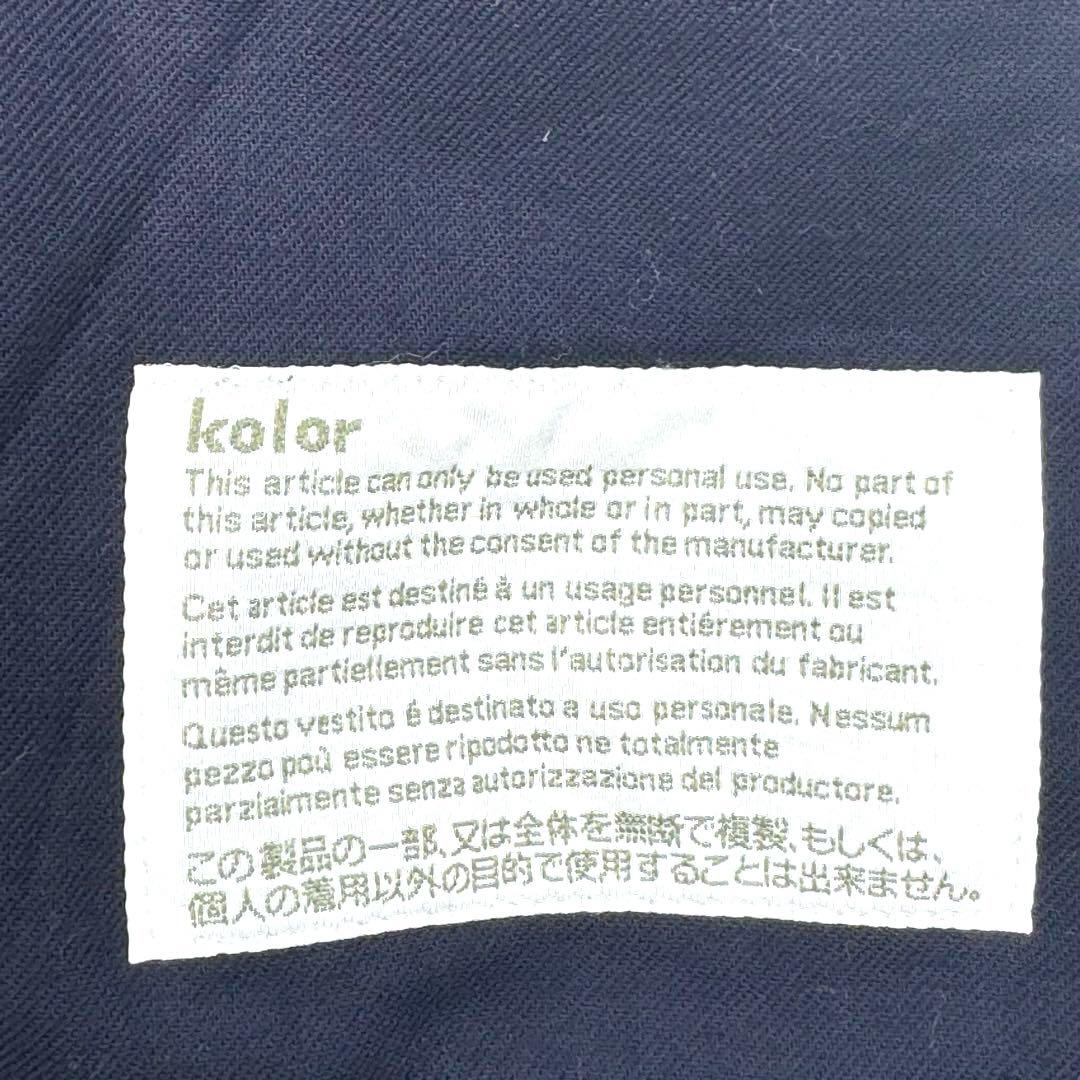 kolor
This article can only be used personal use. No part of
this article, whether in whole or in part, may copied
or used without the consent of the manufacturer.
Cet article est destiné à un usage personnel. Il est
interdit de reproduire cet article entiérement ou
même partiellement sans l'autorisation du fabricant.
Questo vestito é destinato a uso personale. Nessum
pezzo poù essere ripodotto ne totalmente
parzialmente senza autorizzazione del productore.
この製品の一部、又は全体を無断で複製、もしくは、
個人の着用以外の目的で使用することは出来ません。